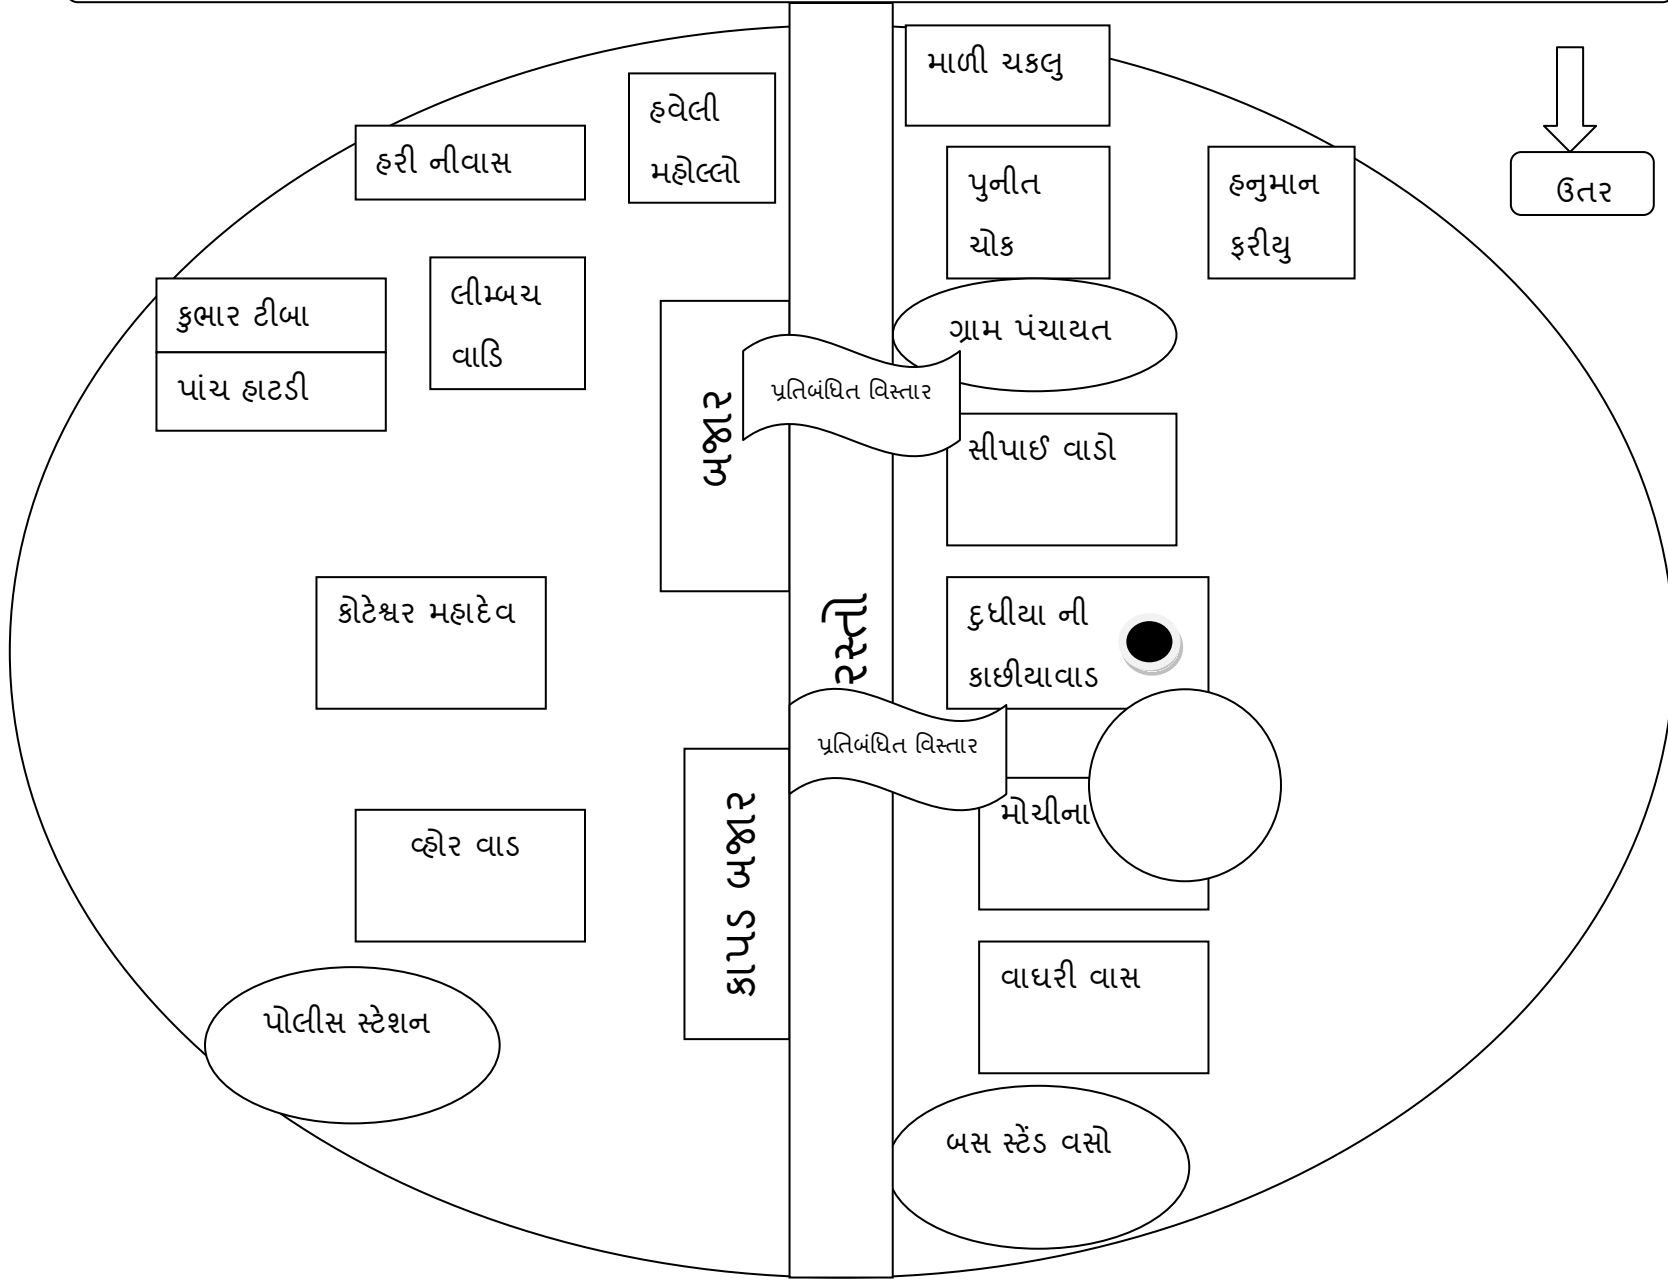 માળી ચકલુ
હવેલી
મહોલ્લો
હરી નીવાસ
પુનીત
ચોક
હનુમાન
ફરીયુ
ઉતર
કુભાર ટીબા
પાંચ હાટડી
લીમ્બચ
વાડિ
ગ્રામ પંચાયત
પ્રતિબંધિત વિસ્તાર
બજાર
સીપાઈ વાડો
કોટેશ્વર મહાદેવ
રસ્તો
દુધીયા ની
કાછીયાવાડ
પ્રતિબંધિત વિસ્તાર
મોચીના
વ્હોર વાડ
કાપડ બજાર
વાઘરી વાસ
પોલીસ સ્ટેશન
બસ સ્ટેંડ વસો